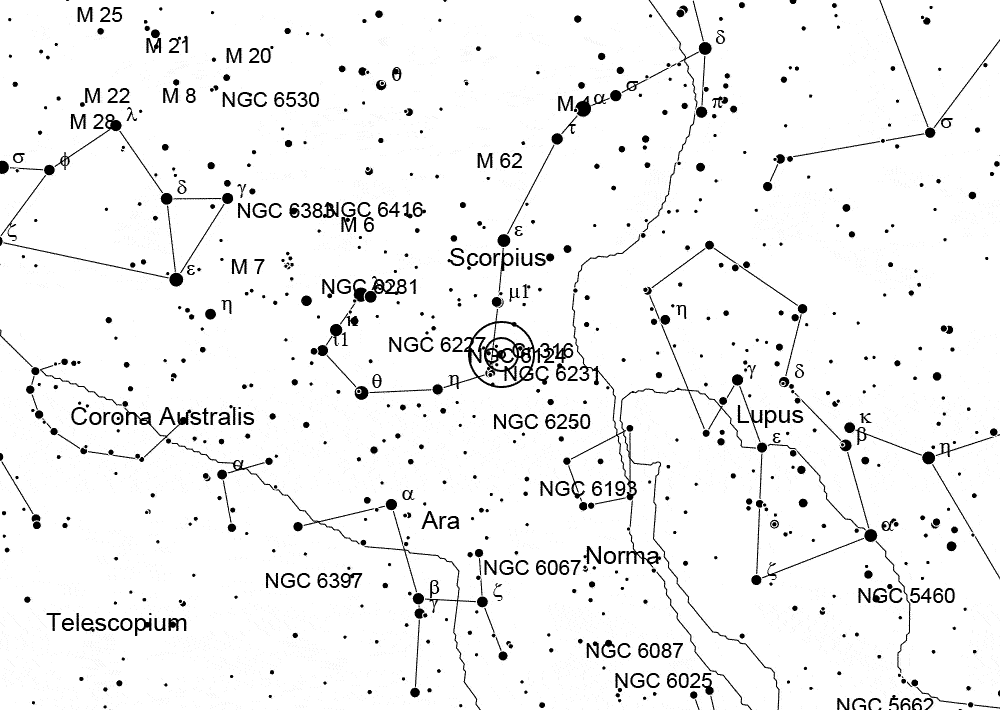 M 25
M 21
M 20
θ
δ
M 8
M 22
NGC 6530
σ
α
π
M 28
λ
τ
σ
σ
φ
M 62
δ
γ
NGC 6383
NGC 6416
M 6
ζ
ε
Scorpius
M 7
ε
NGC 6281
μ1
η
η
κ
ι1
NGC 6227
NGC 6124
NGC 6231
δ
γ
θ
η
Corona Australis
NGC 6250
Lupus
κ
β
ε
η
α
NGC 6193
α
Ara
α
Norma
NGC 6067
NGC 6397
β
γ
ζ
ζ
NGC 5460
Telescopium
NGC 6087
NGC 6025
NGC 5662